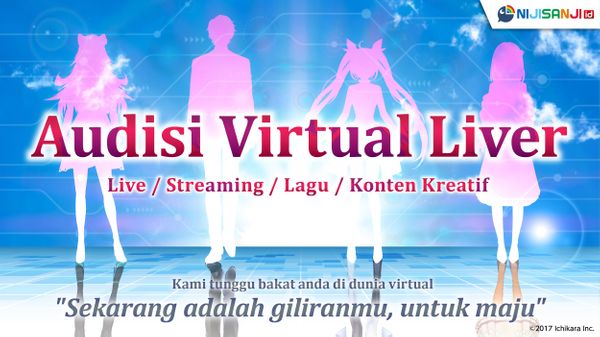 NIJISANJI id
Audisi Virtual Liver
Live / Streaming / Lagu / Konten Kreatif
Kami tunggu bakat anda di dunia virtual
"Sekarang adalah giliranmu, untuk maju"
©2017 Ichikara Inc.